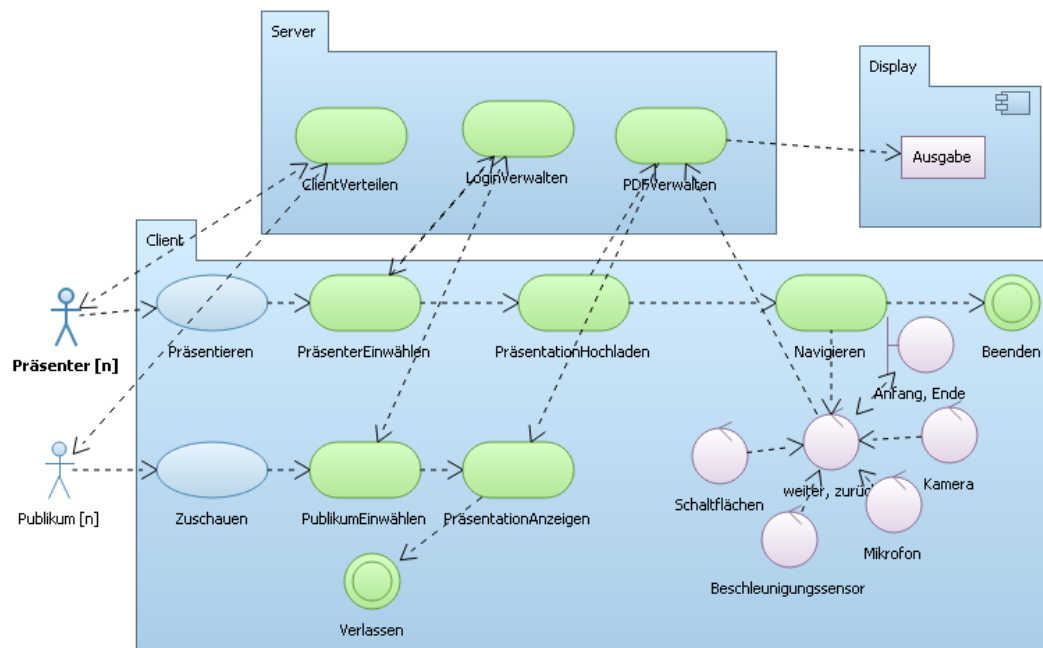 Server
Display
ClientVerteilen
LoginVerwalten
PDFVerwalten
Ausgabe
Client
Präsenter [n]
Präsentieren
PräsenterEinwählen
PräsentationHochladen
Navigieren
Beenden
Anfang, Ende
Publikum [n]
Zuschauen
PublikumEinwählen
PräsentationAnzeigen
Schaltflächen
weiter, zurück
Kamera
Mikrofon
Beschleunigungssensor
Verlassen